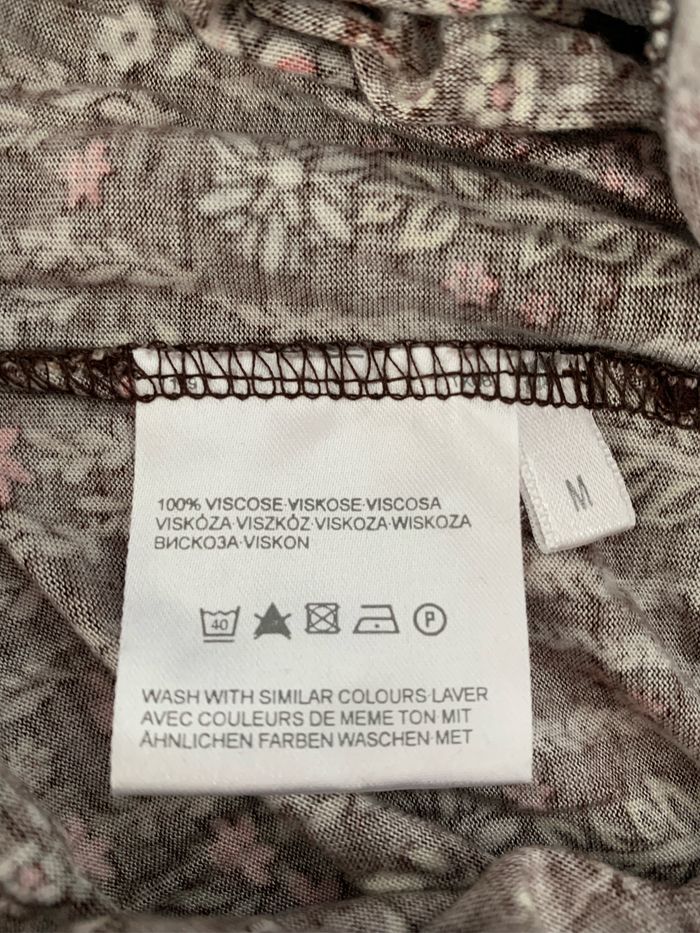 100% VISCOSE·VISKOSE·VISCOSA
VISKÓZA·VISZKÓZ·VISKOZA·WISKOZA
ВИСКОЗА·VISKON
40
P
WASH WITH SIMILAR COLOURS·LAVER
AVEC COULEURS DE MEME TON·MIT
ÄHNLICHEN FARBEN WASCHEN·MET
M